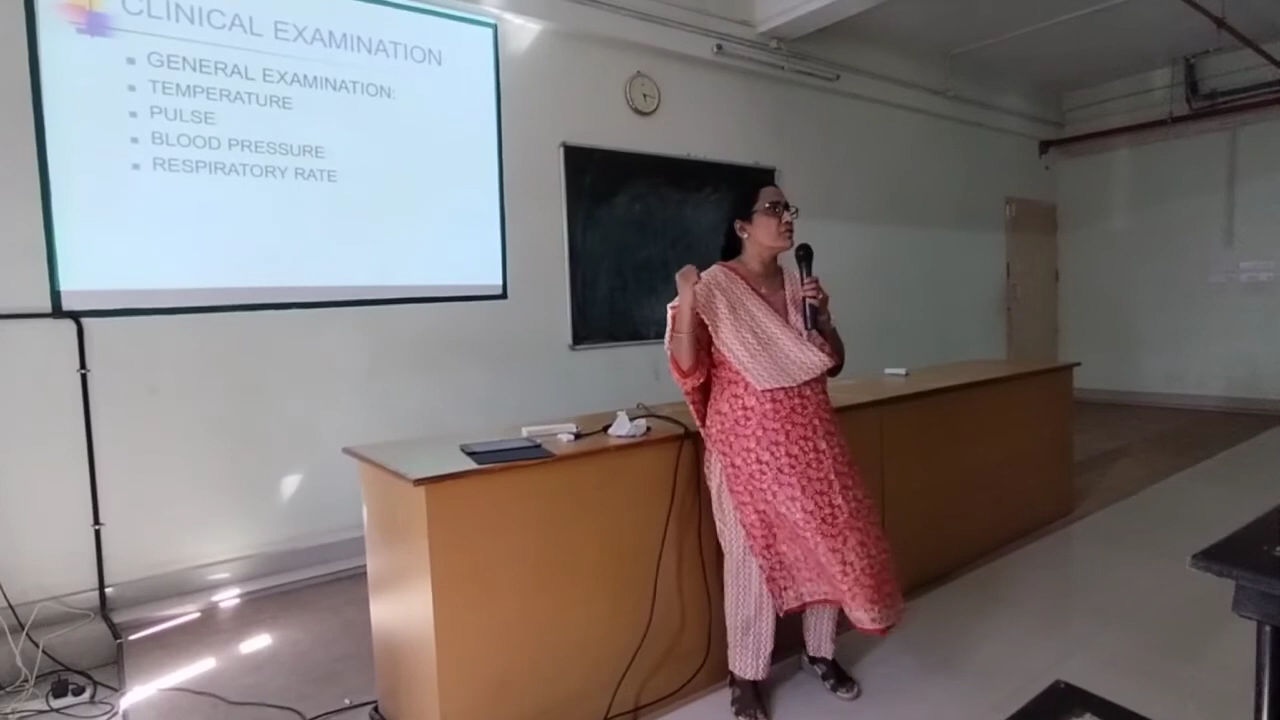 CLINICAL EXAMINATION
GENERAL EXAMINATION:
TEMPERATURE
PULSE
BLOOD PRESSURE
RESPIRATORY RATE